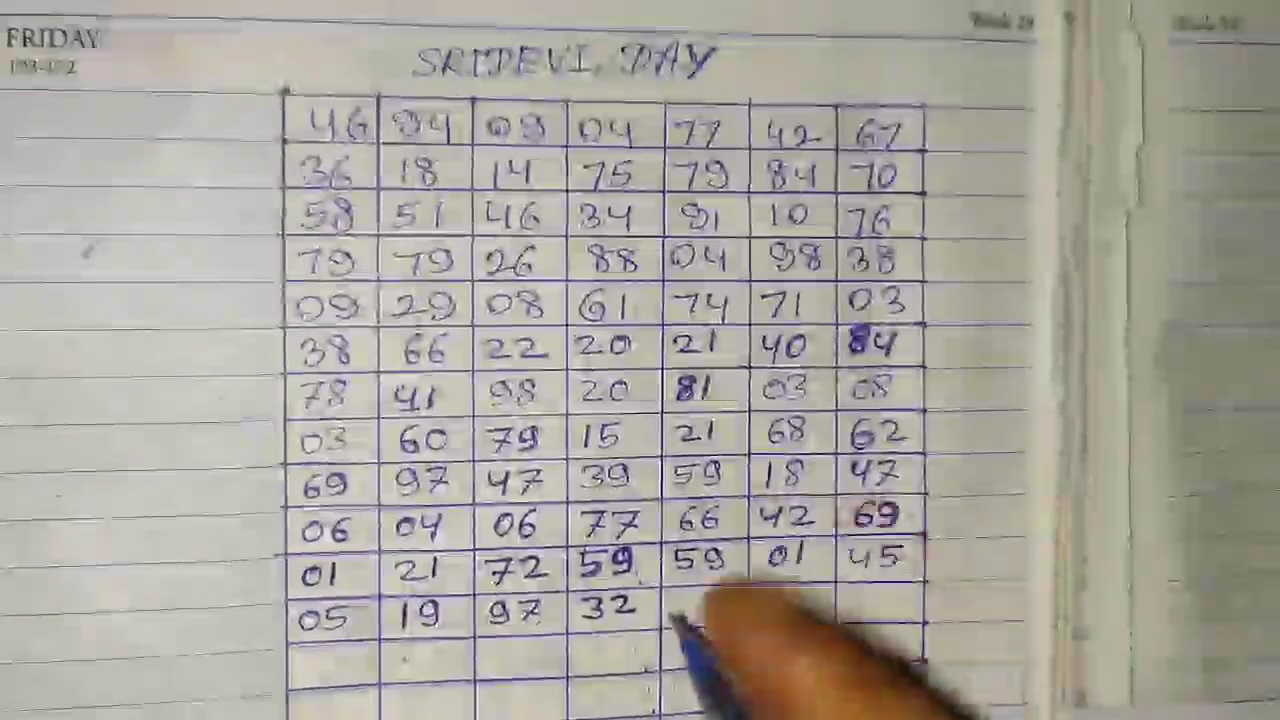 FRIDAY
SRIDEVI, DAY
46 94 09 04 77 42 67
36 18 14 75 79 84 70
58 51 46 34 91 10 76
79 79 26 88 04 98 38
09 29 08 61 74 71 03
38 66 22 20 21 40 84
78 41 98 20 81 03 08
03 60 79 15 21 68 62
69 97 47 39 59 18 47
06 04 06 77 66 42 69
01 21 72 59 59 01 45
05 19 97 32